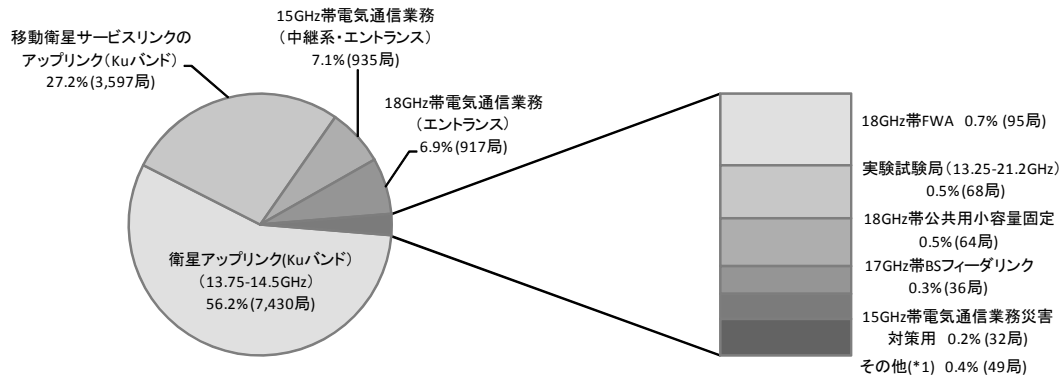 移動衛星サービスリンクの
アップリンク(Kuバンド)
27.2%(3,597局)
15GHz帯電気通信業務
(中継系・エントランス)
7.1%(935局)
18GHz帯電気通信業務
(エントランス)
6.9%(917局)
衛星アップリンク(Kuバンド)
(13.75-14.5GHz)
56.2%(7,430局)
18GHz帯FWA 0.7%(95局)
実験試験局(13.25-21.2GHz)
0.5%(68局)
18GHz帯公共用小容量固定
0.5%(64局)
17GHz帯BSフィーダリンク
0.3%(36局)
15GHz帯電気通信業務災害
対策用 0.2%(32局)
その他(*1) 0.4%(49局)